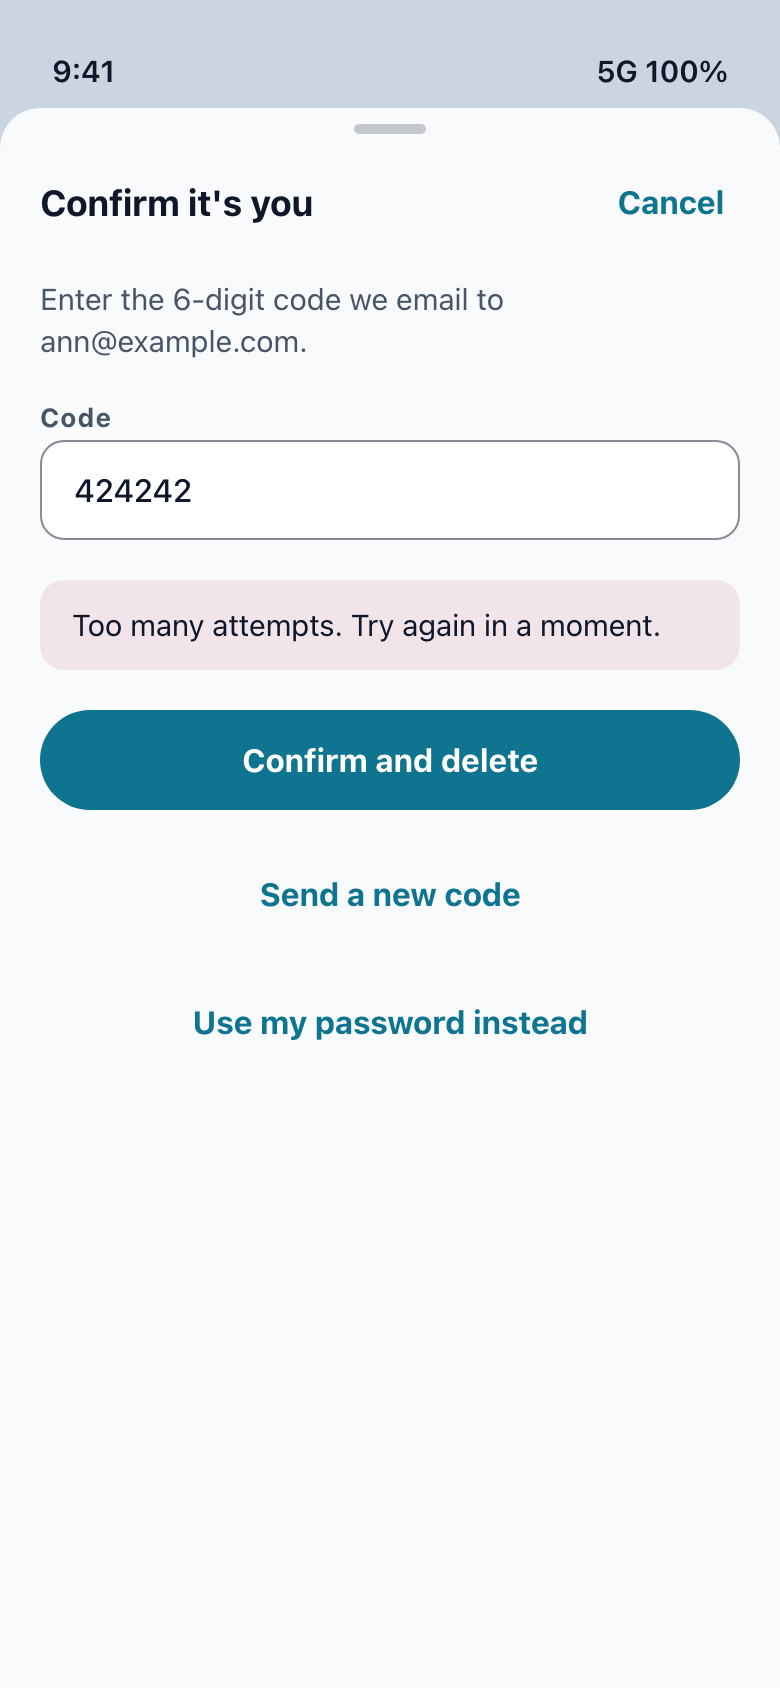 9:41
5G 100%
Confirm it's you
Cancel
Enter the 6-digit code we email to
ann@example.com.
Code
424242
Too many attempts. Try again in a moment.
Confirm and delete
Send a new code
Use my password instead